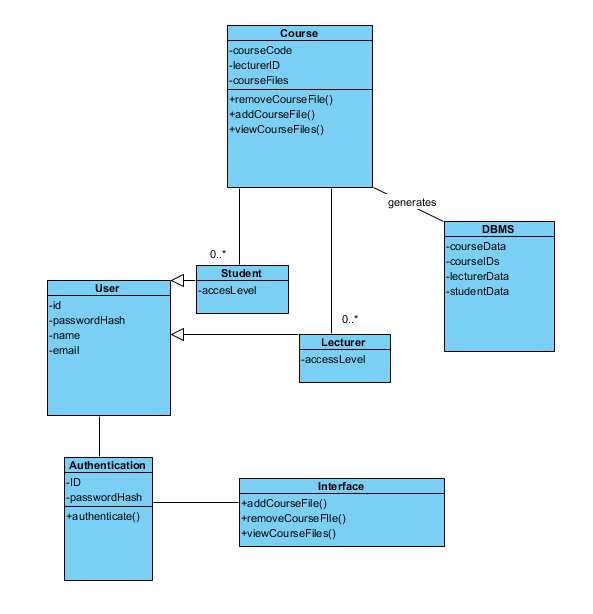 Course
-courseCode
-lecturerID
-courseFiles
+removeCourseFile()
+addCourseFile()
+viewCourseFiles()
generates
DBMS
-courseData
-courseIDs
-lecturerData
-studentData
0..*
Student
-accesLevel
User
-id
-passwordHash
-name
-email
0..*
Lecturer
-accessLevel
Authentication
-ID
-passwordHash
+authenticate()
Interface
+addCourseFile()
+removeCourseFIle()
+viewCourseFiles()